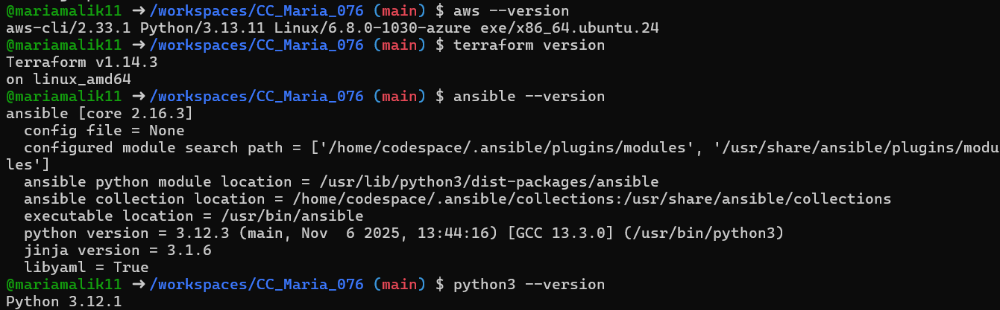 @mariamalik11 ➜ /workspaces/CC_Maria_076 (main) $ aws --version
aws-cli/2.33.1 Python/3.13.11 Linux/6.8.0-1030-azure exe/x86_64.ubuntu.24
@mariamalik11 ➜ /workspaces/CC_Maria_076 (main) $ terraform version
Terraform v1.14.3
on linux_amd64
@mariamalik11 ➜ /workspaces/CC_Maria_076 (main) $ ansible --version
ansible [core 2.16.3]
  config file = None
  configured module search path = ['/home/codespace/.ansible/plugins/modules', '/usr/share/ansible/plugins/modu
les']
  ansible python module location = /usr/lib/python3/dist-packages/ansible
  ansible collection location = /home/codespace/.ansible/collections:/usr/share/ansible/collections
  executable location = /usr/bin/ansible
  python version = 3.12.3 (main, Nov  6 2025, 13:44:16) [GCC 13.3.0] (/usr/bin/python3)
  jinja version = 3.1.6
  libyaml = True
@mariamalik11 ➜ /workspaces/CC_Maria_076 (main) $ python3 --version
Python 3.12.1